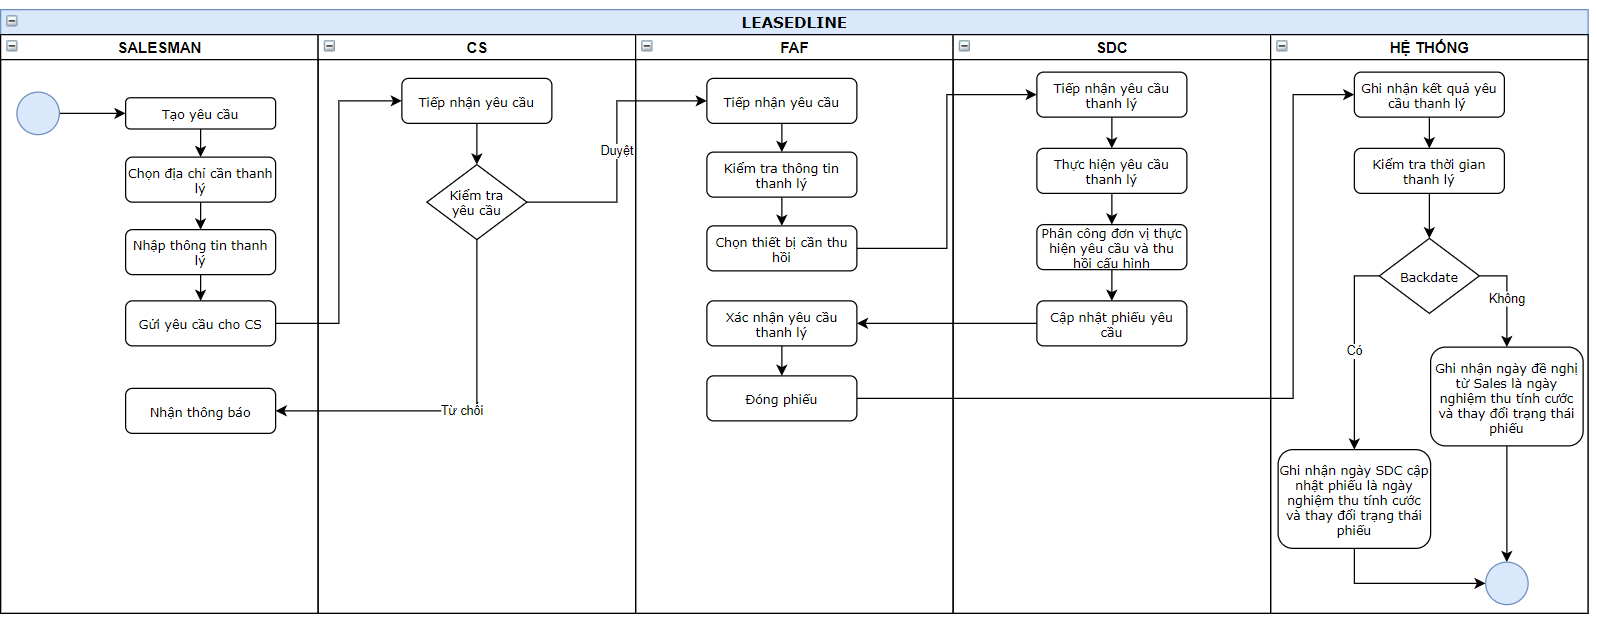 LEASEDLINE
SALESMAN
Tạo yêu cầu
Chọn địa chỉ cần thanh
lý
Nhập thông tin thanh
lý
Gửi yêu cầu cho CS
Nhận thông báo
CS
Tiếp nhận yêu cầu
Kiểm tra
yêu cầu
Duyệt
Từ chối
FAF
Tiếp nhận yêu cầu
Kiểm tra thông tin
thanh lý
Chọn thiết bị cần thu
hồi
Xác nhận yêu cầu
thanh lý
Đóng phiếu
SDC
Tiếp nhận yêu cầu
thanh lý
Thực hiện yêu cầu
thanh lý
Phân công đơn vị thực
hiện yêu cầu và thu
hồi cấu hình
Cập nhật phiếu yêu
cầu
HỆ THỐNG
Ghi nhận kết quả yêu
cầu thanh lý
Kiểm tra thời gian
thanh lý
Backdate
Không
Có
Ghi nhận ngày đề nghị
từ Sales là ngày
nghiệm thu tính cước
và thay đổi trạng thái
phiếu
Ghi nhận ngày SDC cập
nhật phiếu là ngày
nghiệm thu tính cước
và thay đổi trạng thái
phiếu